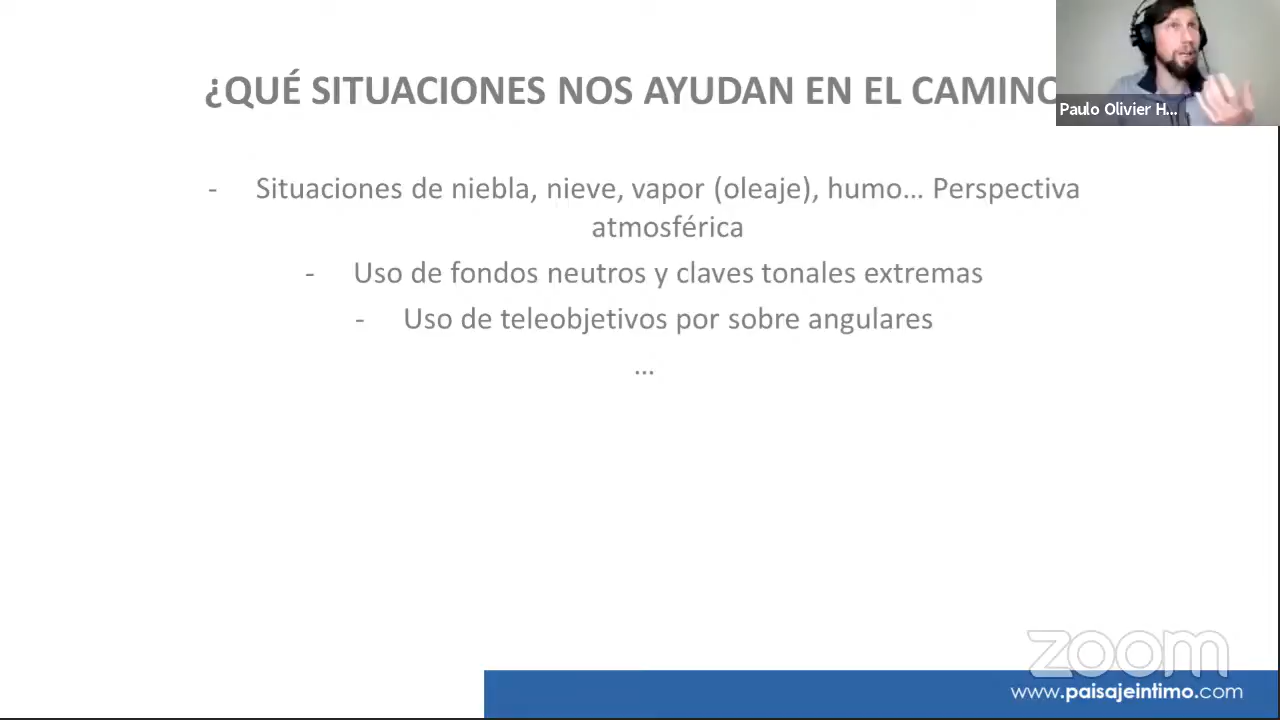 ¿QUÉ SITUACIONES NOS AYUDAN EN EL CAMINO
Paulo Olivier H...
- Situaciones de niebla, nieve, vapor (oleaje), humo... Perspectiva
atmosférica
- Uso de fondos neutros y claves tonales extremas
- Uso de teleobjetivos por sobre angulares
...
zoom
www.paisajeintimo.com